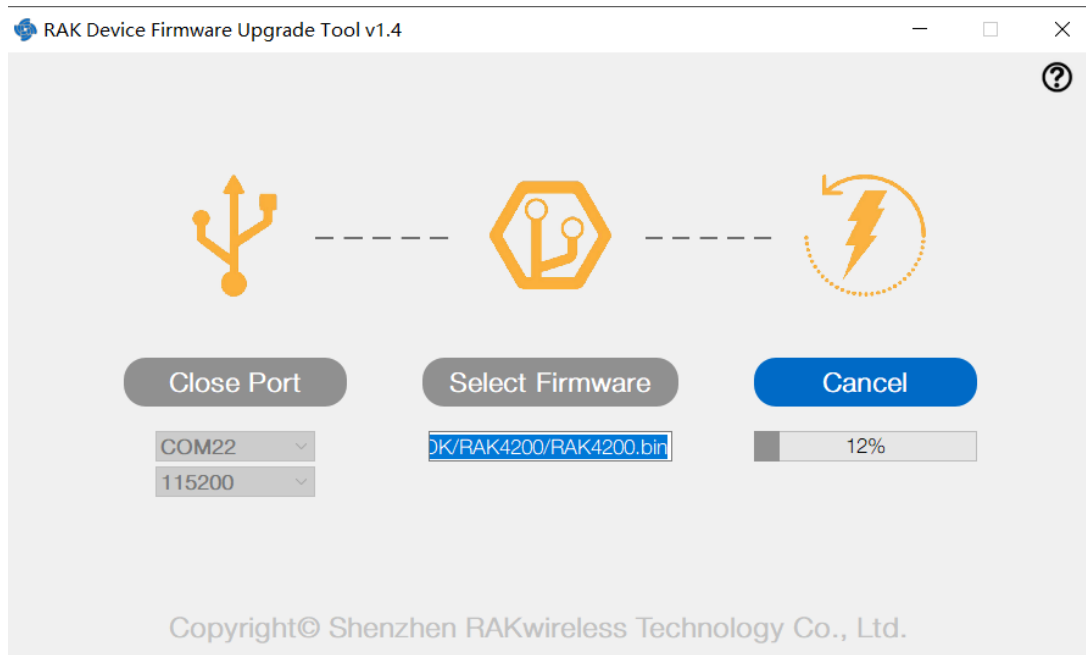 RAK Device Firmware Upgrade Tool v1.4
Close Port
Select Firmware
Cancel
COM22
/RAK4200/RAK4200.bin
12%
115200
Copyright© Shenzhen RAKwireless Technology Co., Ltd.